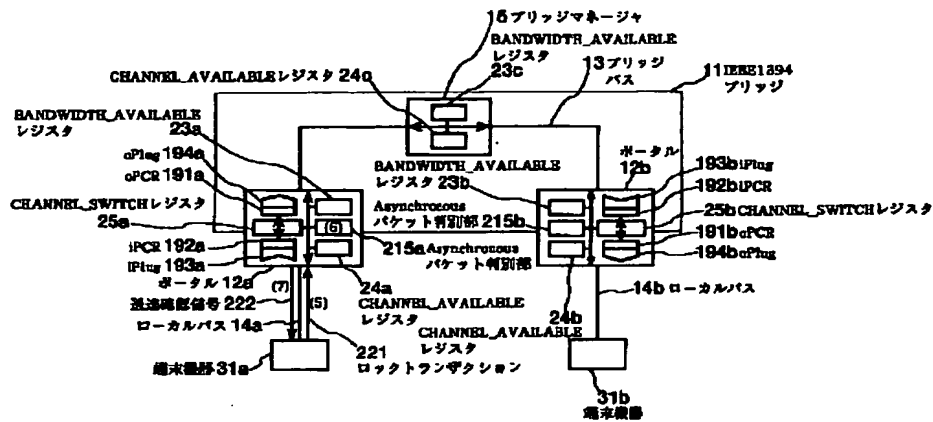 15 ブリッジマネージャ
BANDWIDTH_AVAILABLE
レジスタ
23c
CHANNEL_AVAILABLEレジスタ 24c
13 ブリッジ
バス
11 IEEE1394
ブリッジ
BANDWIDTH_AVAILABLE
レジスタ
23a
oPlug 194a
oPCR 191a
CHANNEL_SWITCHレジスタ
25a
iPCR 192a
iPlug 193a
ポータル 12a
BANDWIDTH_AVAILABLE
レジスタ 23b
Asynchronous
パケット判別部 215b
(6)
215a Asynchronous
パケット判別部
ポータル
12b
193b iPlug
192b iPCR
25b CHANNEL_SWITCHレジスタ
191b oPCR
194b oPlug
(7)
(5)
送達確認信号 222
ローカルバス 14a
24a
CHANNEL_AVAILABLE
レジスタ
24b
CHANNEL_AVAILABLE
レジスタ
14b ローカルバス
端末機器 31a
221
ロックトランザクション
31b
端末機器